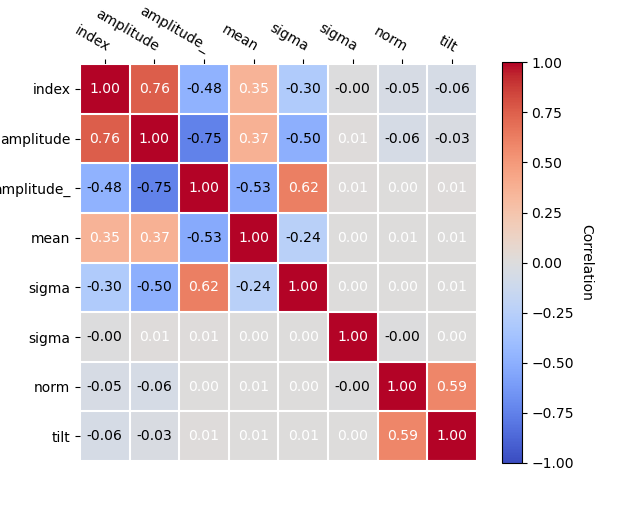 index amplitude amplitude_ mean sigma sigma norm tilt
index 1.00 0.76 -0.48 0.35 -0.30 -0.00 -0.05 -0.06
amplitude 0.76 1.00 -0.75 0.37 -0.50 0.01 -0.06 -0.03
amplitude_ -0.48 -0.75 1.00 -0.53 0.62 0.01 0.00 0.01
mean 0.35 0.37 -0.53 1.00 -0.24 0.00 0.01 0.01
sigma -0.30 -0.50 0.62 -0.24 1.00 0.00 0.00 0.01
sigma -0.00 0.01 0.01 0.00 0.00 1.00 -0.00 0.00
norm -0.05 -0.06 0.00 0.01 0.00 -0.00 1.00 0.59
tilt -0.06 -0.03 0.01 0.01 0.01 0.00 0.59 1.00
1.00
0.75
0.50
0.25
0.00
−0.25
−0.50
−0.75
−1.00
Correlation